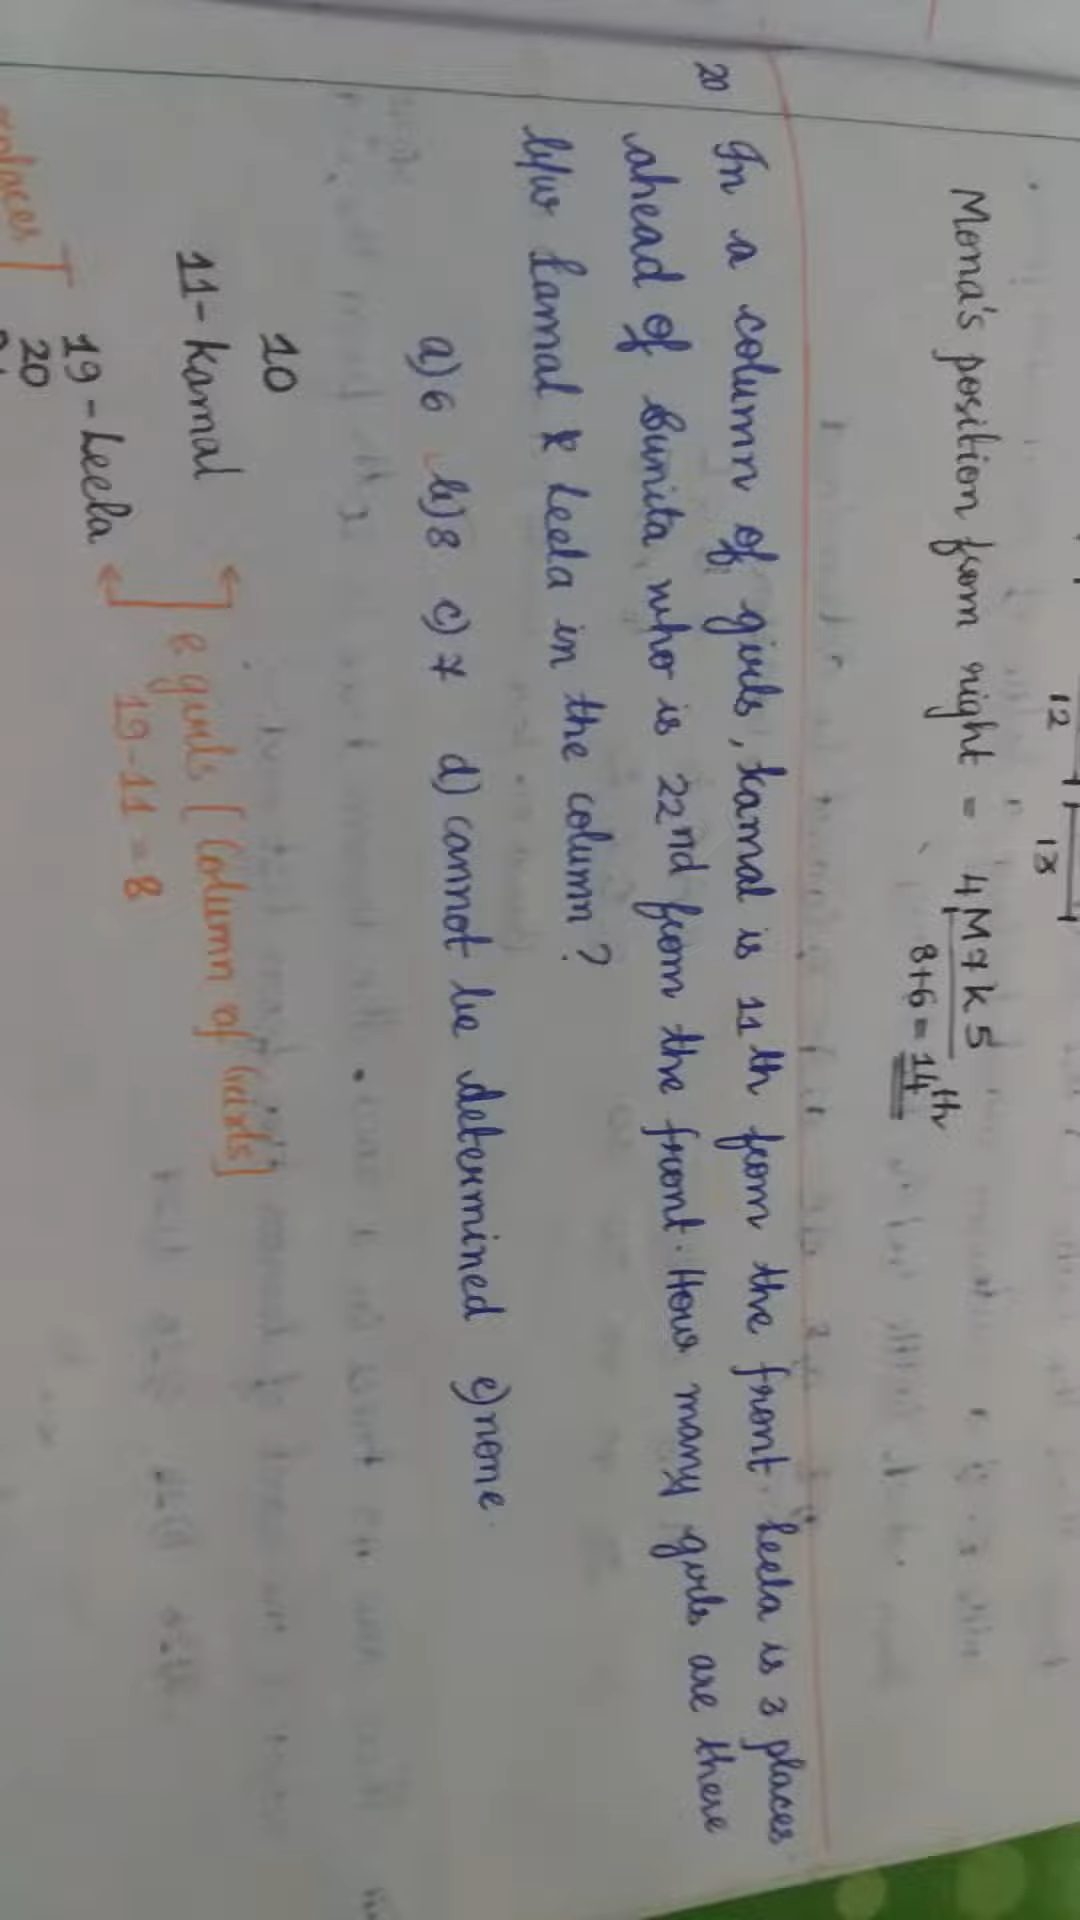 12 13
Mona's position from right = 4 M 7 K 5
8+6 = 14th
20 In a column of girls, kamal is 11th from the front. Leela is 3 places
ahead of Sunita, who is 22nd from the front. How many girls are there
b/w kamal & Leela in the column?
a) 6 b) 8 c) 7 d) cannot be determined e) none.
10
11 - Kamal
19 - Leela
20
places
girls [Column of Girls]
19-11 = 8